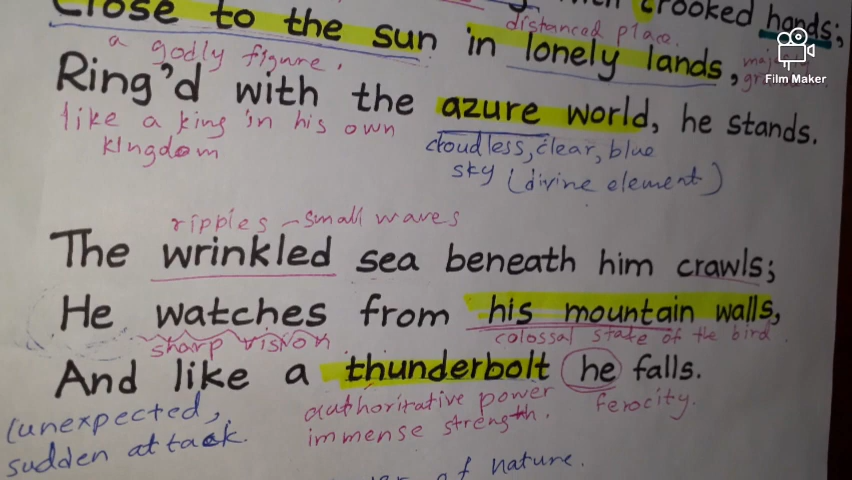 crooked hands;
distanced place.
Close to the sun in lonely lands,
a godly figure.
Film Maker
Ring'd with the azure world, he stands.
like a king in his own
kingdom
cloudless, clear, blue
sky (divine element)
ripples - small waves
The wrinkled sea beneath him crawls;
He watches from his mountain walls,
sharp vision
colossal state of the bird
And like a thunderbolt he falls.
authoritative power
ferocity.
immense strength.
(unexpected,
sudden attack.
of nature.